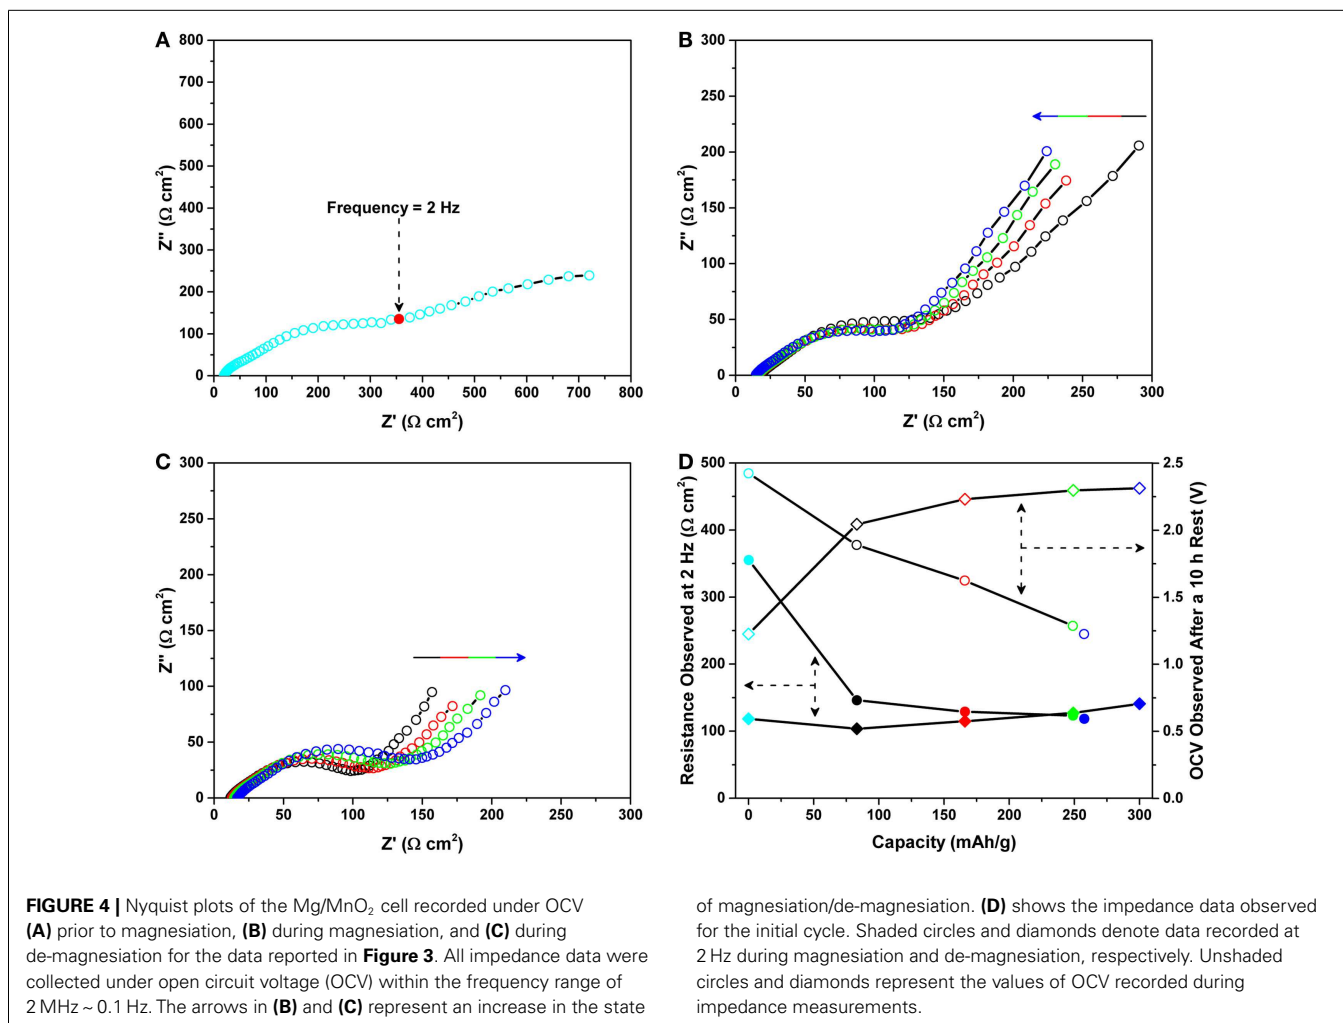 A
800
700
600
500
400
300
200
100
0
Z'' (Ω cm²)
Frequency = 2 Hz
0 100 200 300 400 500 600 700 800
Z' (Ω cm²)
B
300
250
200
150
100
50
0
Z'' (Ω cm²)
0 50 100 150 200 250 300
Z' (Ω cm²)
C
300
250
200
150
100
50
0
Z'' (Ω cm²)
0 50 100 150 200 250 300
Z' (Ω cm²)
D
500
450
400
350
300
250
200
150
100
50
0
Resistance Observed at 2 Hz (Ω cm²)
2.5
2.0
1.5
1.0
0.5
0.0
OCV Observed After a 10 h Rest (V)
0 50 100 150 200 250 300
Capacity (mAh/g)
FIGURE 4 | Nyquist plots of the Mg/MnO₂ cell recorded under OCV
(A) prior to magnesiation, (B) during magnesiation, and (C) during
de-magnesiation for the data reported in Figure 3. All impedance data were
collected under open circuit voltage (OCV) within the frequency range of
2 MHz ~ 0.1 Hz. The arrows in (B) and (C) represent an increase in the state
of magnesiation/de-magnesiation. (D) shows the impedance data observed
for the initial cycle. Shaded circles and diamonds denote data recorded at
2 Hz during magnesiation and de-magnesiation, respectively. Unshaded
circles and diamonds represent the values of OCV recorded during
impedance measurements.